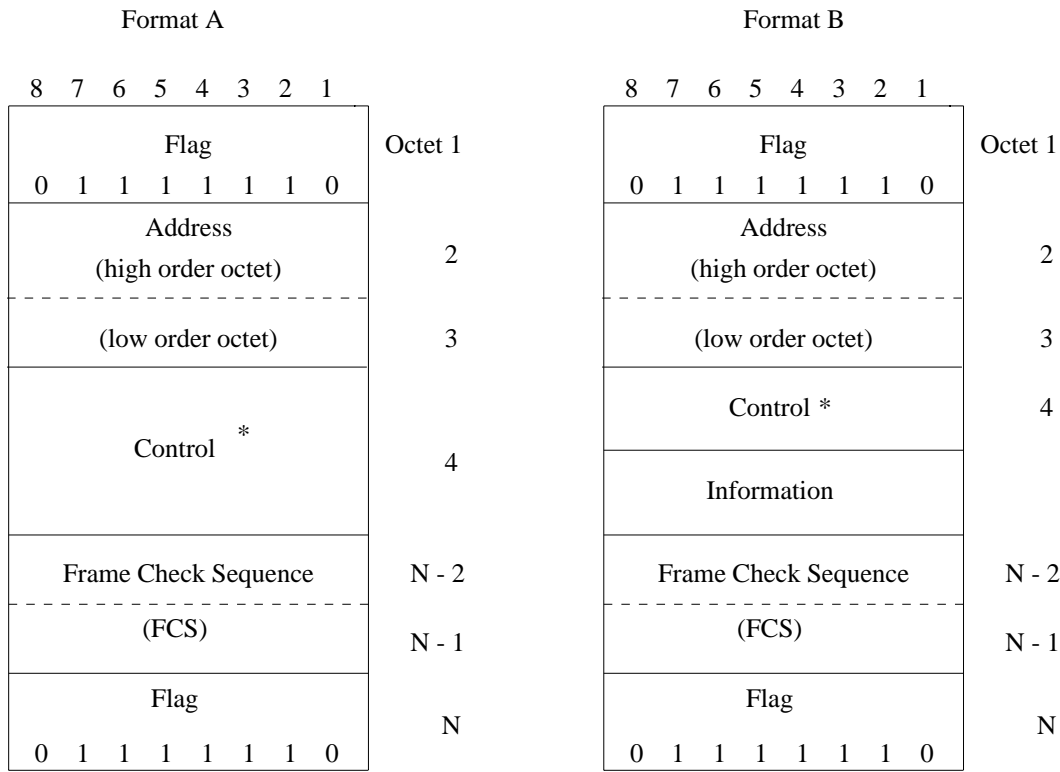 Format A
8 7 6 5 4 3 2 1
Flag
Octet 1
0 1 1 1 1 1 1 0
Address
(high order octet)
2
(low order octet)
3
Control *
4
Frame Check Sequence
N - 2
(FCS)
N - 1
Flag
N
0 1 1 1 1 1 1 0
Format B
8 7 6 5 4 3 2 1
Flag
Octet 1
0 1 1 1 1 1 1 0
Address
(high order octet)
2
(low order octet)
3
Control *
4
Information
Frame Check Sequence
N - 2
(FCS)
N - 1
Flag
N
0 1 1 1 1 1 1 0